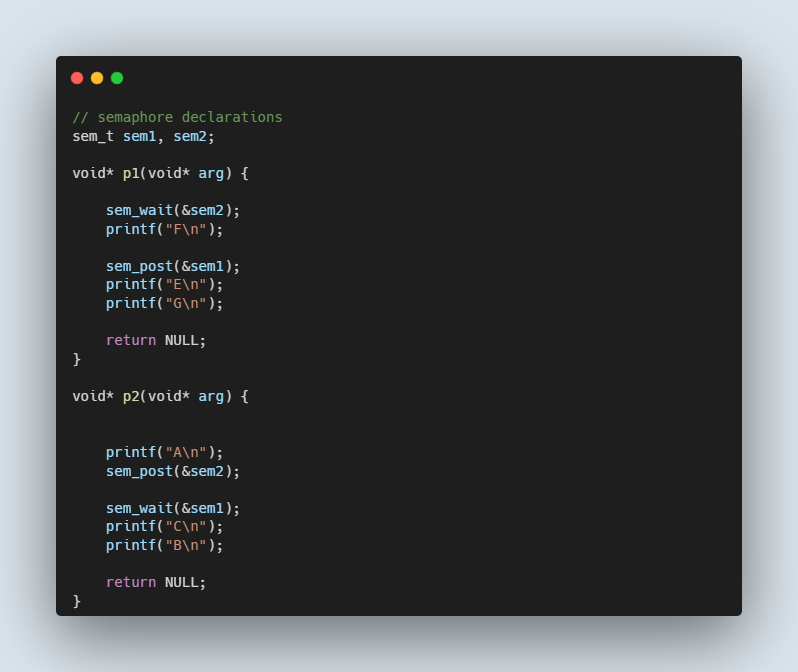 // semaphore declarations
sem_t sem1, sem2;
void* p1(void* arg) {
sem_wait(&sem2);
printf("F\n");
sem_post(&sem1);
printf("E\n");
printf("G\n");
return NULL;
}
void* p2(void* arg) {
printf("A\n");
sem_post(&sem2);
sem_wait(&sem1);
printf("C\n");
printf("B\n");
return NULL;
}